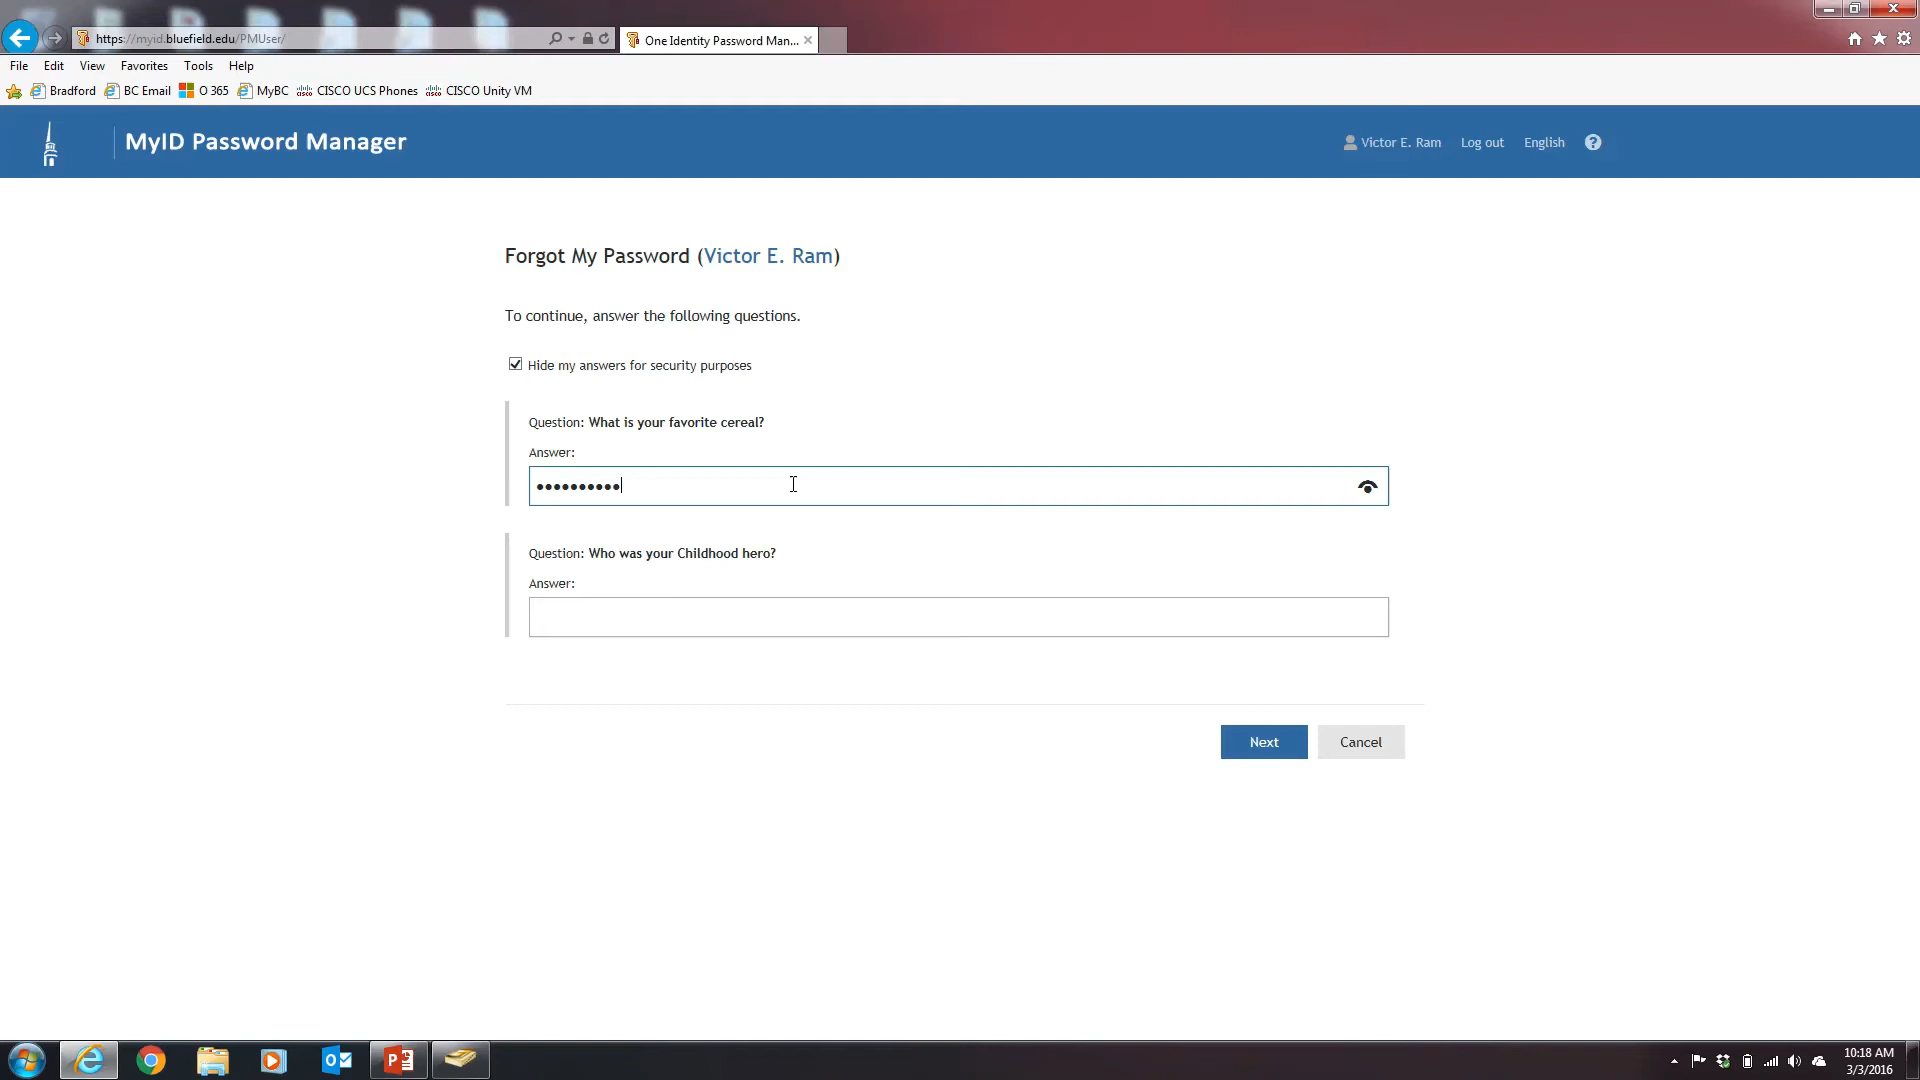 https://myid.bluefield.edu/PMUser/
One Identity Password Man...
File Edit View Favorites Tools Help
Bradford BC Email O 365 MyBC CISCO UCS Phones CISCO Unity VM
MyID Password Manager
Victor E. Ram Log out English ?
Forgot My Password (Victor E. Ram)
To continue, answer the following questions.
Hide my answers for security purposes
Question: What is your favorite cereal?
Answer:
••••••••••
Question: Who was your Childhood hero?
Answer:
Next Cancel
10:18 AM
3/3/2016